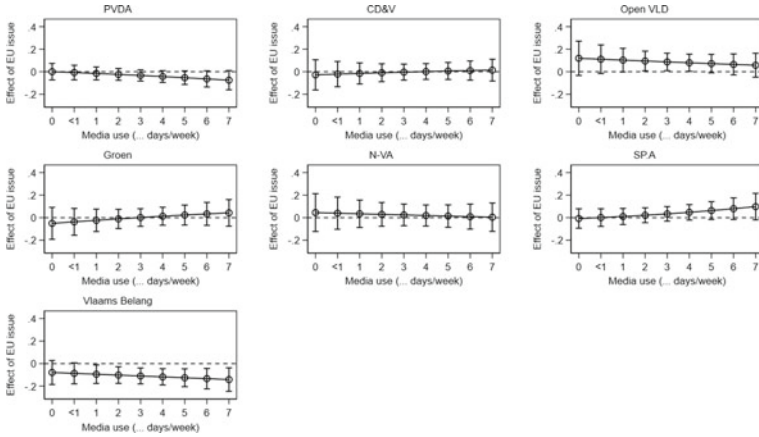 PVDA
CD&V
Open VLD
Effect of EU issue
.4
.2
0
-.2
0 <1 1 2 3 4 5 6 7
Media use (... days/week)
Effect of EU issue
.4
.2
0
-.2
0 <1 1 2 3 4 5 6 7
Media use (... days/week)
Effect of EU issue
.4
.2
0
-.2
0 <1 1 2 3 4 5 6 7
Media use (... days/week)
Groen
N-VA
SP.A
Effect of EU issue
.4
.2
0
-.2
0 <1 1 2 3 4 5 6 7
Media use (... days/week)
Effect of EU issue
.4
.2
0
-.2
0 <1 1 2 3 4 5 6 7
Media use (... days/week)
Effect of EU issue
.4
.2
0
-.2
0 <1 1 2 3 4 5 6 7
Media use (... days/week)
Vlaams Belang
Effect of EU issue
.4
.2
0
-.2
0 <1 1 2 3 4 5 6 7
Media use (... days/week)